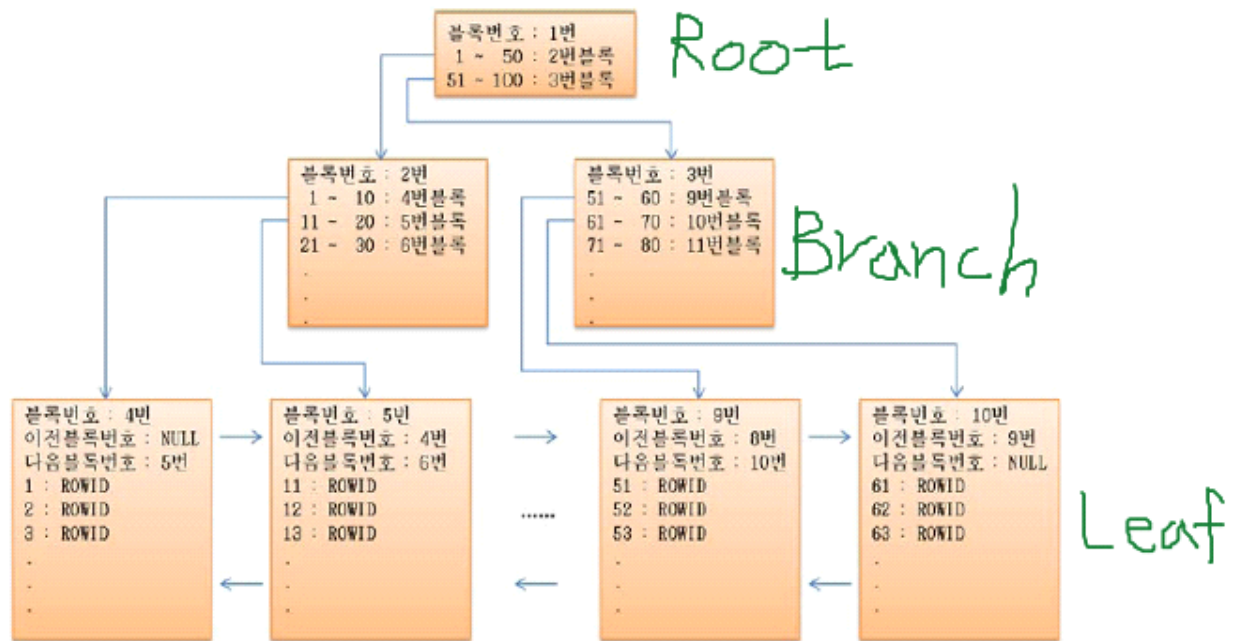 블록번호 : 1번
1 ~ 50 : 2번블록
51 ~ 100 : 3번블록
Root
블록번호 : 2번
1 ~ 10 : 4번블록
11 ~ 20 : 5번블록
21 ~ 30 : 6번블록
.
.
.
블록번호 : 3번
51 ~ 60 : 9번블록
61 ~ 70 : 10번블록
71 ~ 80 : 11번블록
.
.
.
Branch
블록번호 : 4번
이전블록번호 : NULL
다음블록번호 : 5번
1 : ROWID
2 : ROWID
3 : ROWID
.
.
.
블록번호 : 5번
이전블록번호 : 4번
다음블록번호 : 6번
11 : ROWID
12 : ROWID
13 : ROWID
.
.
.
......
블록번호 : 9번
이전블록번호 : 8번
다음블록번호 : 10번
51 : ROWID
52 : ROWID
53 : ROWID
.
.
.
블록번호 : 10번
이전블록번호 : 9번
다음블록번호 : NULL
61 : ROWID
62 : ROWID
63 : ROWID
.
.
.
Leaf